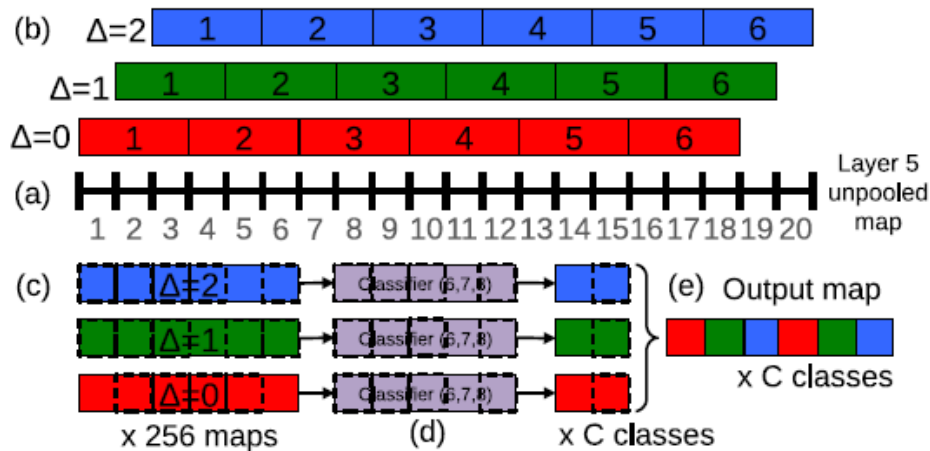 (b) Δ=2 1 2 3 4 5 6
Δ=1 1 2 3 4 5 6
Δ=0 1 2 3 4 5 6
(a)
Layer 5
unpooled
map
1 2 3 4 5 6 7 8 9 10 11 12 13 14 15 16 17 18 19 20
(c) Δ=2 Classifier (6,7,8)
Δ=1 Classifier (6,7,8)
Δ=0 Classifier (6,7,8)
x 256 maps
(d)
x C classes
(e) Output map
x C classes